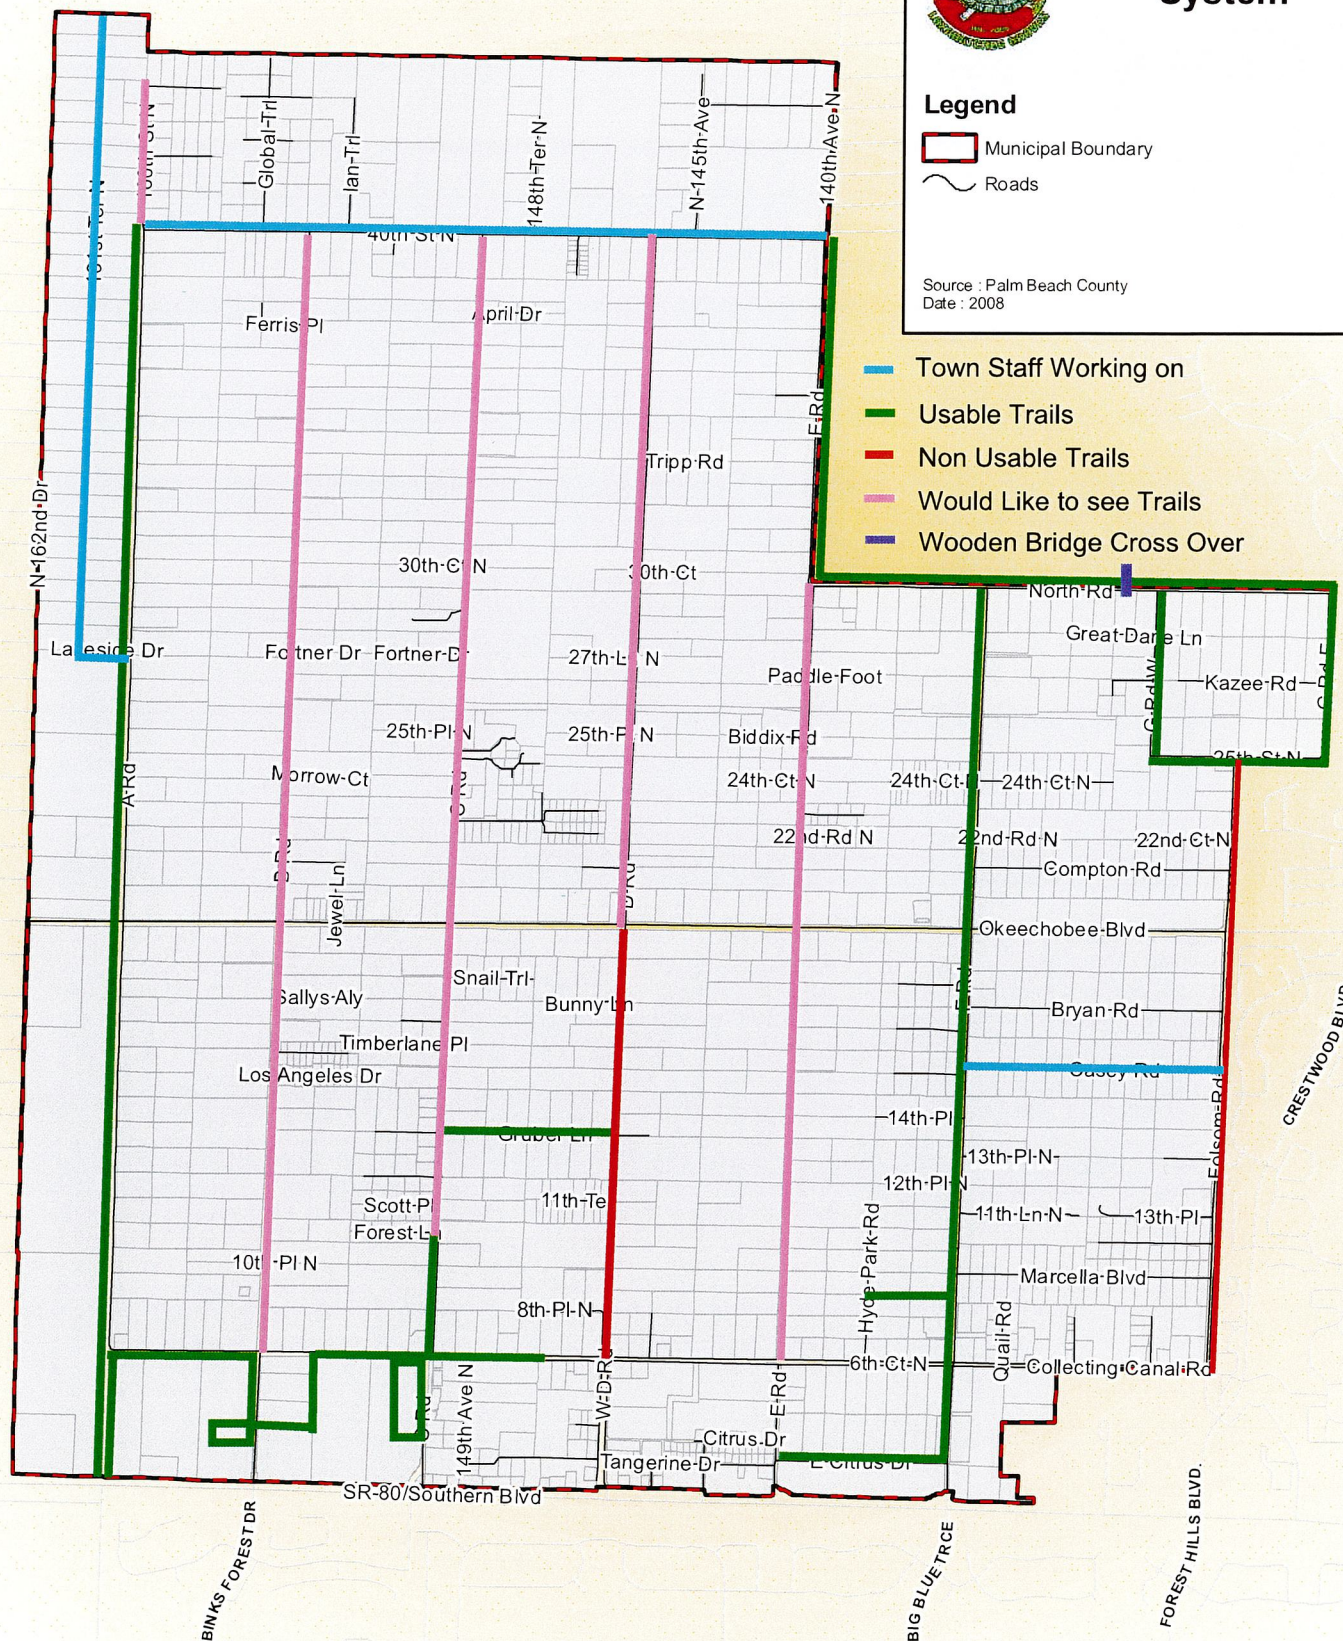 System
Legend
Municipal Boundary
Roads
Source : Palm Beach County
Date : 2008
Town Staff Working on
Usable Trails
Non Usable Trails
Would Like to see Trails
Wooden Bridge Cross Over
Global-Trl
Ian-Trl
148th-Ter-N
N-145th-Ave
140th-Ave-N
40th-St-N
Ferris-Pl
April-Dr
Tripp-Rd
N-162nd-Dr
30th-Ct N
30th-Ct
North-Rd
Great-Dane Ln
Lakeside Dr
Fortner Dr
Fortner-Dr
27th-Ln N
Paddle-Foot
Kazee-Rd
25th-Pl-N
25th-Pl N
Biddix-Rd
25th-St-N
A-Rd
Morrow-Ct
24th-Ct-N
24th-Ct-N
24th-Ct-N
22nd-Rd N
22nd-Rd N
22nd-Ct-N
Compton-Rd
Jewel-Ln
Okeechobee-Blvd
Snail-Trl
Sallys-Aly
Bunny-Ln
Bryan-Rd
Timberlane Pl
Los Angeles Dr
Casey-Rd
CRESTWOOD BLVD
14th-Pl
Gruber-Ln
13th-Pl-N
Folsom-Rd
12th-Pl-N
Scott-Pl
11th-Te
11th-Ln-N
13th-Pl
Forest-Ln
Hyde-Park-Rd
10th-Pl N
Marcella-Blvd
8th-Pl-N
Quail-Rd
6th-Ct-N
Collecting-Canal-Rd
149th-Ave N
W-D-Rd
E-Rd
Citrus-Dr
Tangerine-Dr
E-Citrus-Dr
SR-80/Southern Blvd
BINKS FOREST DR
BIG BLUE TRCE
FOREST HILLS BLVD.